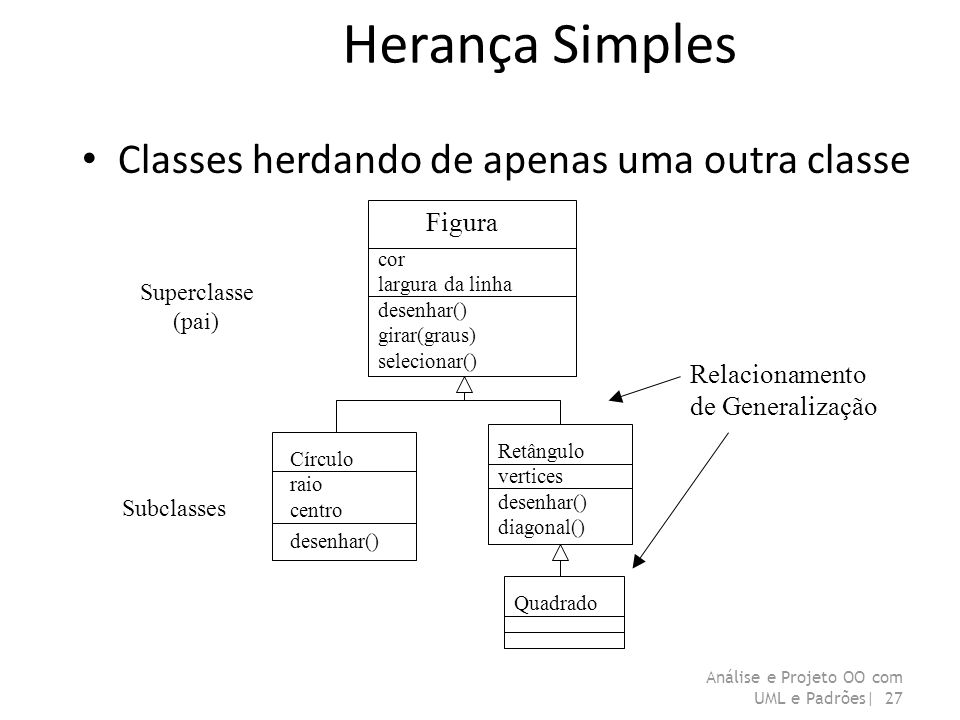 Herança Simples
• Classes herdando de apenas uma outra classe
Figura
cor
largura da linha
desenhar()
girar(graus)
selecionar()
Superclasse
(pai)
Relacionamento
de Generalização
Círculo
raio
centro
desenhar()
Retângulo
vertices
desenhar()
diagonal()
Subclasses
Quadrado
Análise e Projeto OO com
UML e Padrões| 27